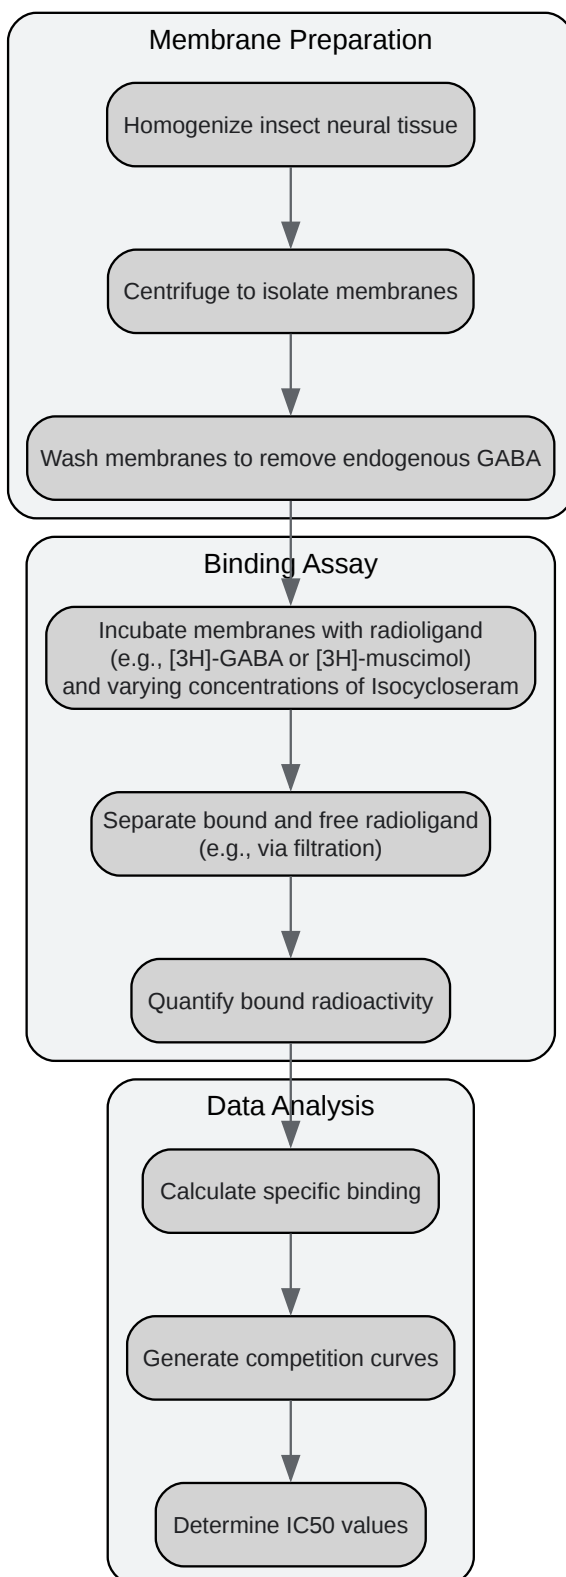 Membrane Preparation
Homogenize insect neural tissue
Centrifuge to isolate membranes
Wash membranes to remove endogenous GABA
Binding Assay
Incubate membranes with radioligand
(e.g., [3H]-GABA or [3H]-muscimol)
and varying concentrations of Isocycloseram
Separate bound and free radioligand
(e.g., via filtration)
Quantify bound radioactivity
Data Analysis
Calculate specific binding
Generate competition curves
Determine IC50 values